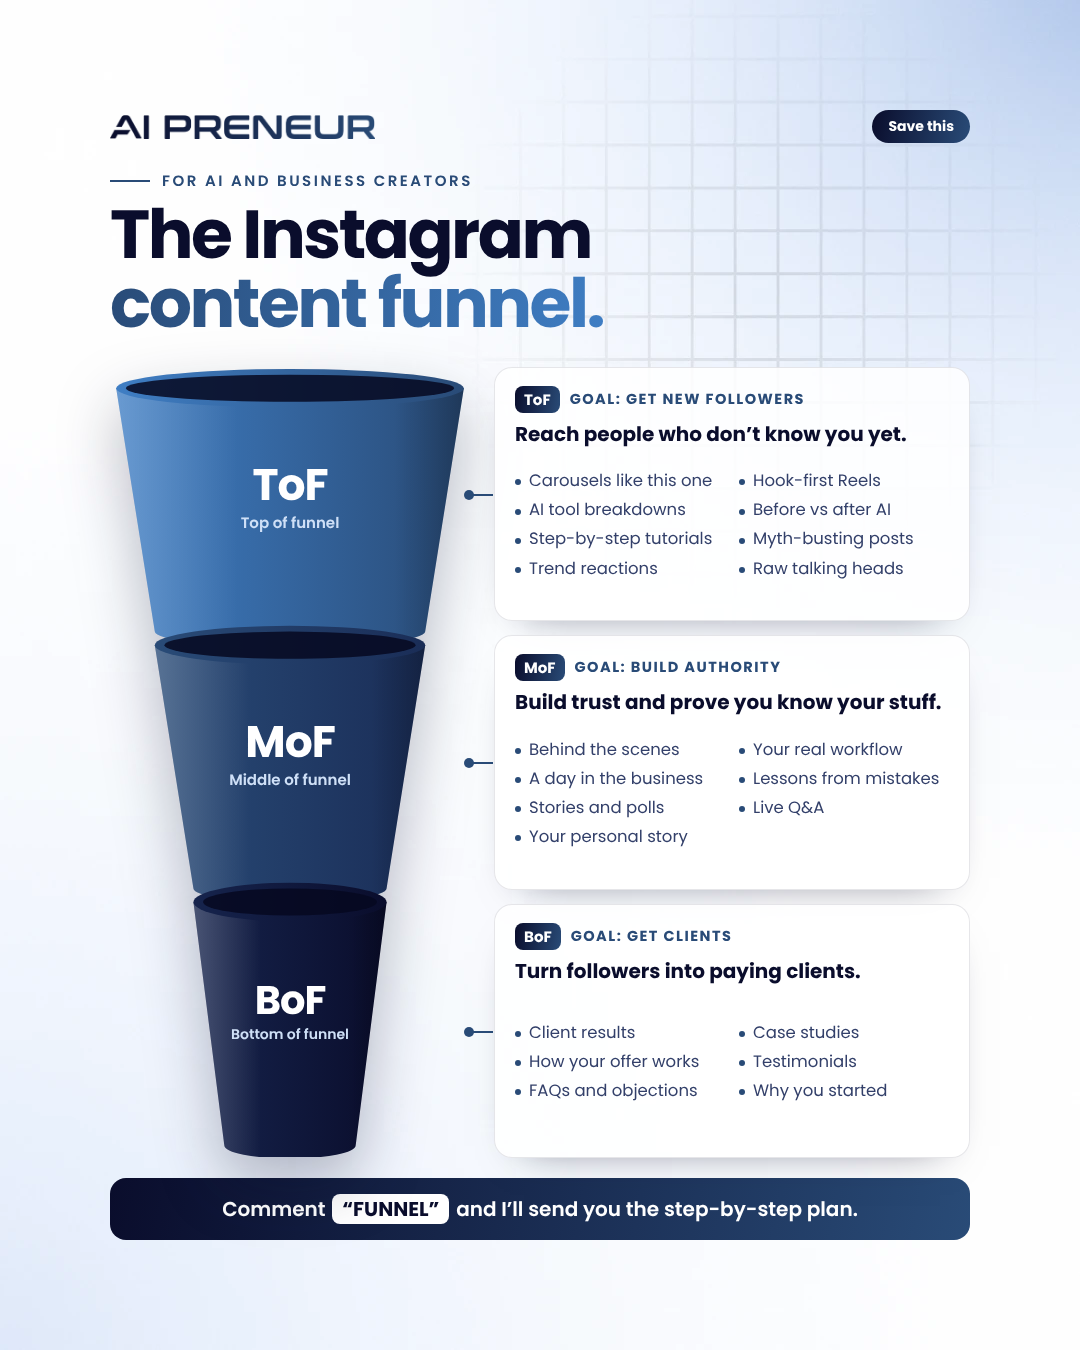 AI PRENEUR
Save this
FOR AI AND BUSINESS CREATORS
The Instagram
content funnel.
ToF
Top of funnel
ToF GOAL: GET NEW FOLLOWERS
Reach people who don’t know you yet.
Carousels like this one
AI tool breakdowns
Step-by-step tutorials
Trend reactions
Hook-first Reels
Before vs after AI
Myth-busting posts
Raw talking heads
MoF
Middle of funnel
MoF GOAL: BUILD AUTHORITY
Build trust and prove you know your stuff.
Behind the scenes
A day in the business
Stories and polls
Your personal story
Your real workflow
Lessons from mistakes
Live Q&A
BoF
Bottom of funnel
BoF GOAL: GET CLIENTS
Turn followers into paying clients.
Client results
How your offer works
FAQs and objections
Case studies
Testimonials
Why you started
Comment “FUNNEL” and I’ll send you the step-by-step plan.